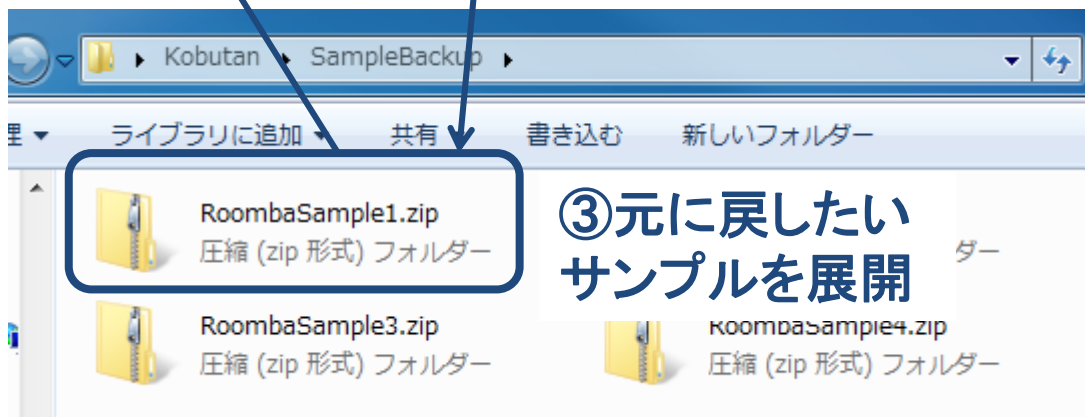 Kobutan SampleBackup
理 ライブラリに追加 共有 書き込む 新しいフォルダー
RoombaSample1.zip
圧縮 (zip 形式) フォルダー
③元に戻したい
サンプルを展開
ダー
RoombaSample3.zip
圧縮 (zip 形式) フォルダー
RoombaSample4.zip
圧縮 (zip 形式) フォルダー